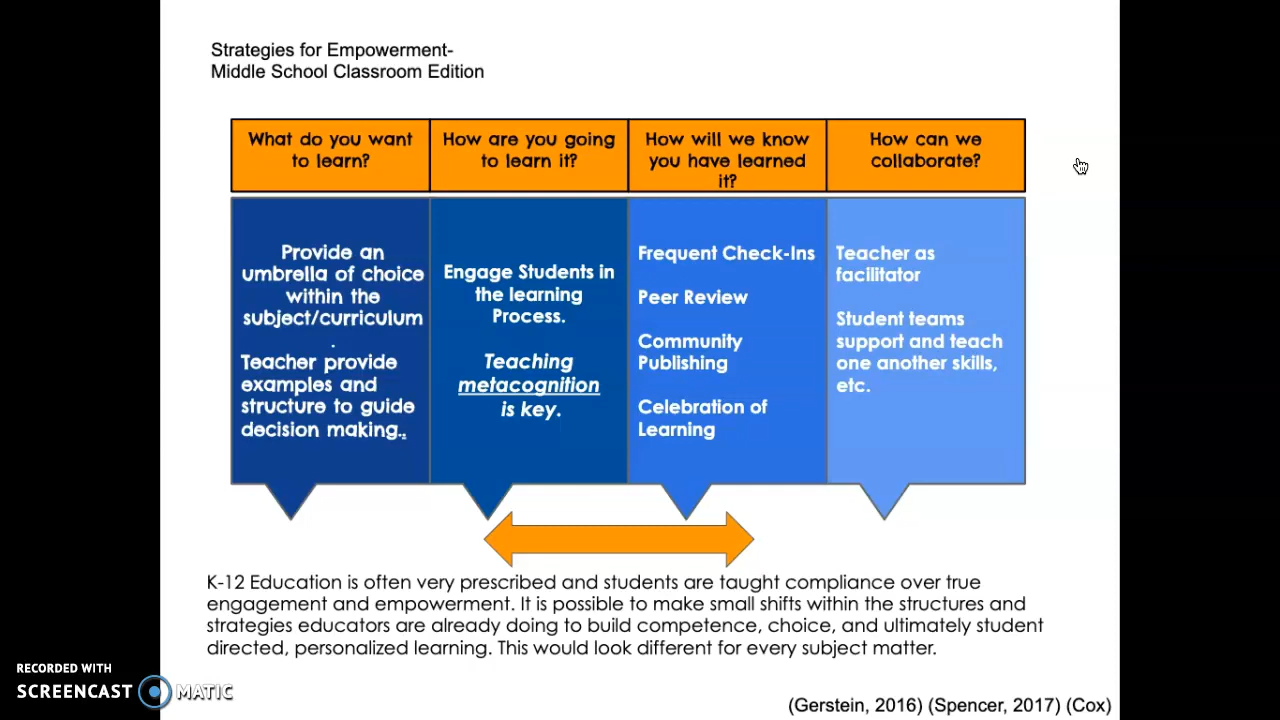 Strategies for Empowerment-
Middle School Classroom Edition
What do you want
to learn?
How are you going
to learn it?
How will we know
you have learned
it?
How can we
collaborate?
Provide an
umbrella of choice
within the
subject/curriculum
.
Teacher provide
examples and
structure to guide
decision making..
Engage Students in
the learning
Process.
Teaching
metacognition
is key.
Frequent Check-Ins
Peer Review
Community
Publishing
Celebration of
Learning
Teacher as
facilitator
Student teams
support and teach
one another skills,
etc.
K-12 Education is often very prescribed and students are taught compliance over true
engagement and empowerment. It is possible to make small shifts within the structures and
strategies educators are already doing to build competence, choice, and ultimately student
directed, personalized learning. This would look different for every subject matter.
(Gerstein, 2016) (Spencer, 2017) (Cox)
RECORDED WITH
SCREENCAST MATIC